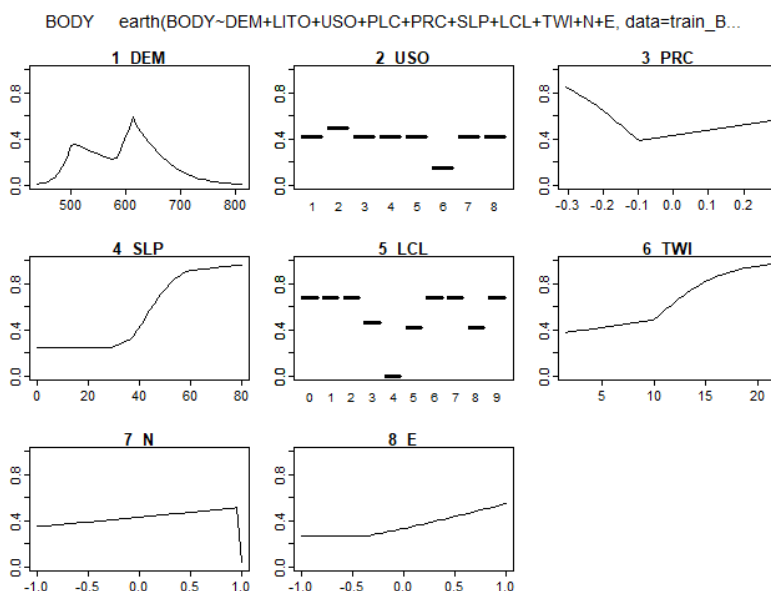 BODY earth(BODY~DEM+LITO+USO+PLC+PRC+SLP+LCL+TWI+N+E, data=train_B...
1 DEM 2 USO 3 PRC
0.0 0.4 0.8
500 600 700 800
0.0 0.4 0.8
1 2 3 4 5 6 7 8
0.0 0.4 0.8
-0.3 -0.2 -0.1 0.0 0.1 0.2
4 SLP 5 LCL 6 TWI
0.0 0.4 0.8
0 20 40 60 80
0.0 0.4 0.8
0 1 2 3 4 5 6 7 8 9
0.0 0.4 0.8
5 10 15 20
7 N 8 E
0.0 0.4 0.8
-1.0 -0.5 0.0 0.5 1.0
0.0 0.4 0.8
-1.0 -0.5 0.0 0.5 1.0